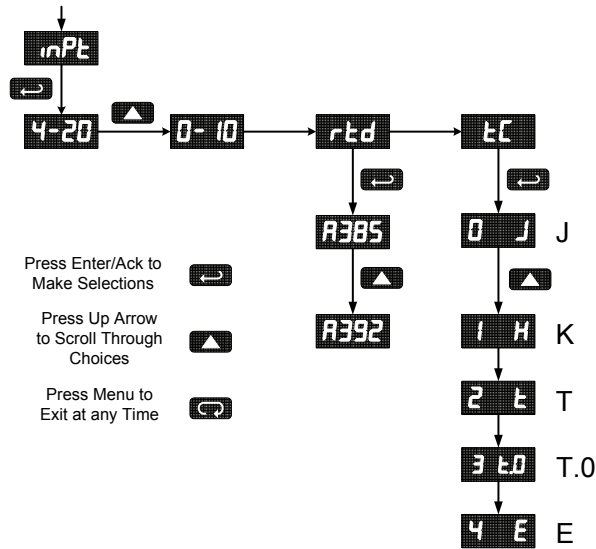 inPt
4-20 0-10 rtd tC
A385 0 J J
Press Enter/Ack to
Make Selections
Press Up Arrow
to Scroll Through
Choices
Press Menu to
Exit at any Time
A392 1 H K
2 t T
3 t.0 T.0
4 E E